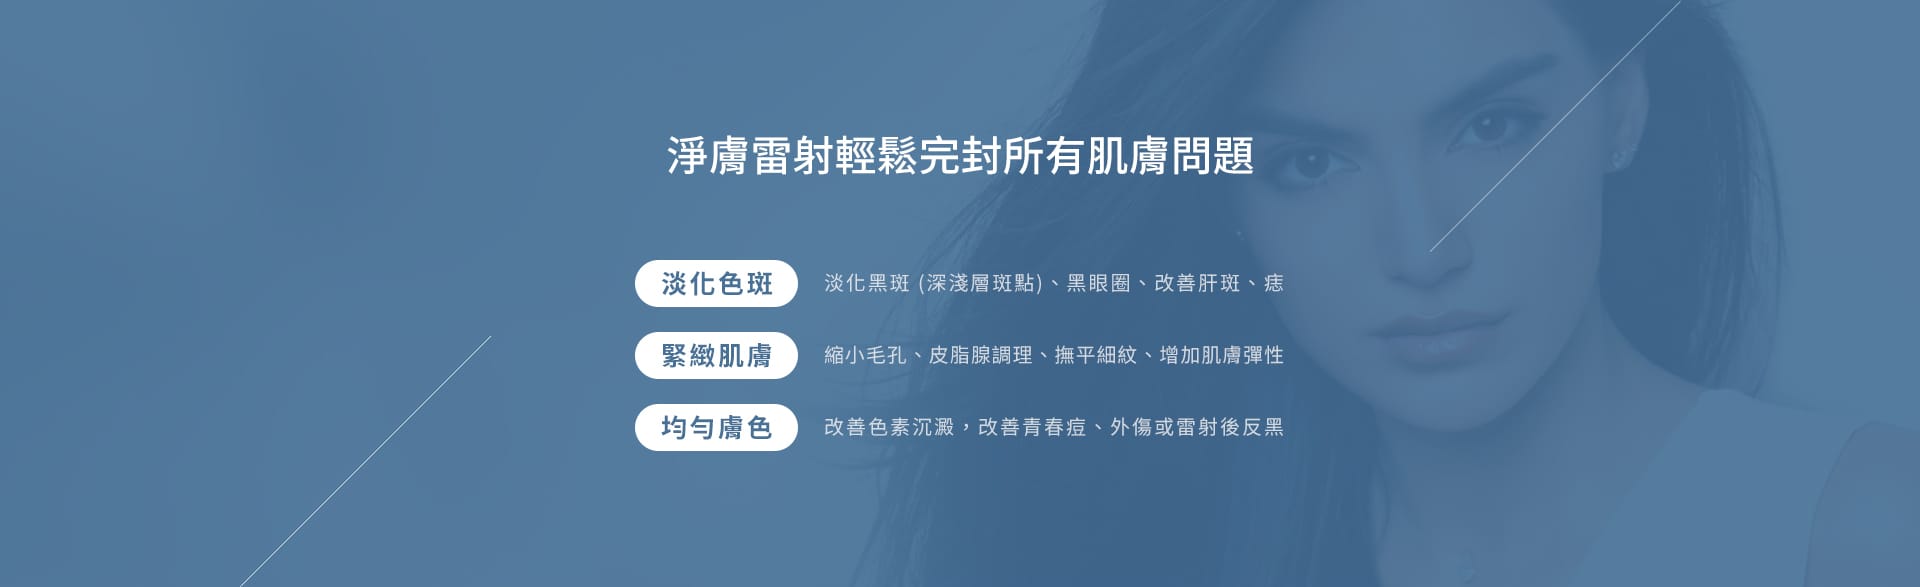 淨膚雷射輕鬆完封所有肌膚問題
淡化色斑 淡化黑斑 (深淺層斑點)、黑眼圈、改善肝斑、痣
緊緻肌膚 縮小毛孔、皮脂腺調理、撫平細紋、增加肌膚彈性
均勻膚色 改善色素沉澱，改善青春痘、外傷或雷射後反黑